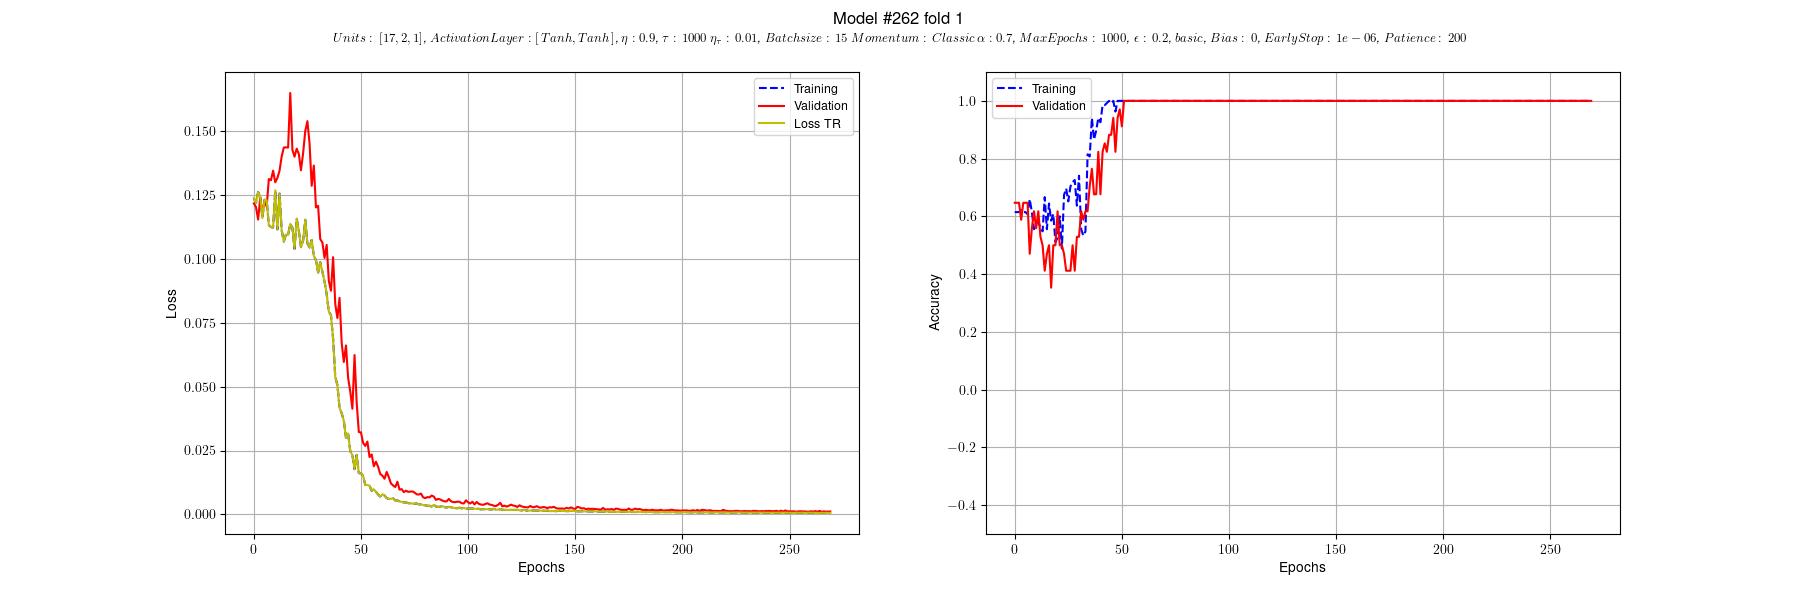 Model #262 fold 1
Units : [17, 2, 1], ActivationLayer : [Tanh, Tanh], η : 0.9, τ : 1000 ητ : 0.01, Batchsize : 15 Momentum : Classic α : 0.7, MaxEpochs : 1000, ϵ : 0.2, basic, Bias : 0, EarlyStop : 1e − 06, Patience : 200
Training
Validation
Loss TR
0.150
0.125
0.100
0.075
0.050
0.025
0.000
Loss
0 50 100 150 200 250
Epochs
Training
Validation
1.0
0.8
0.6
0.4
0.2
0.0
−0.2
−0.4
Accuracy
0 50 100 150 200 250
Epochs